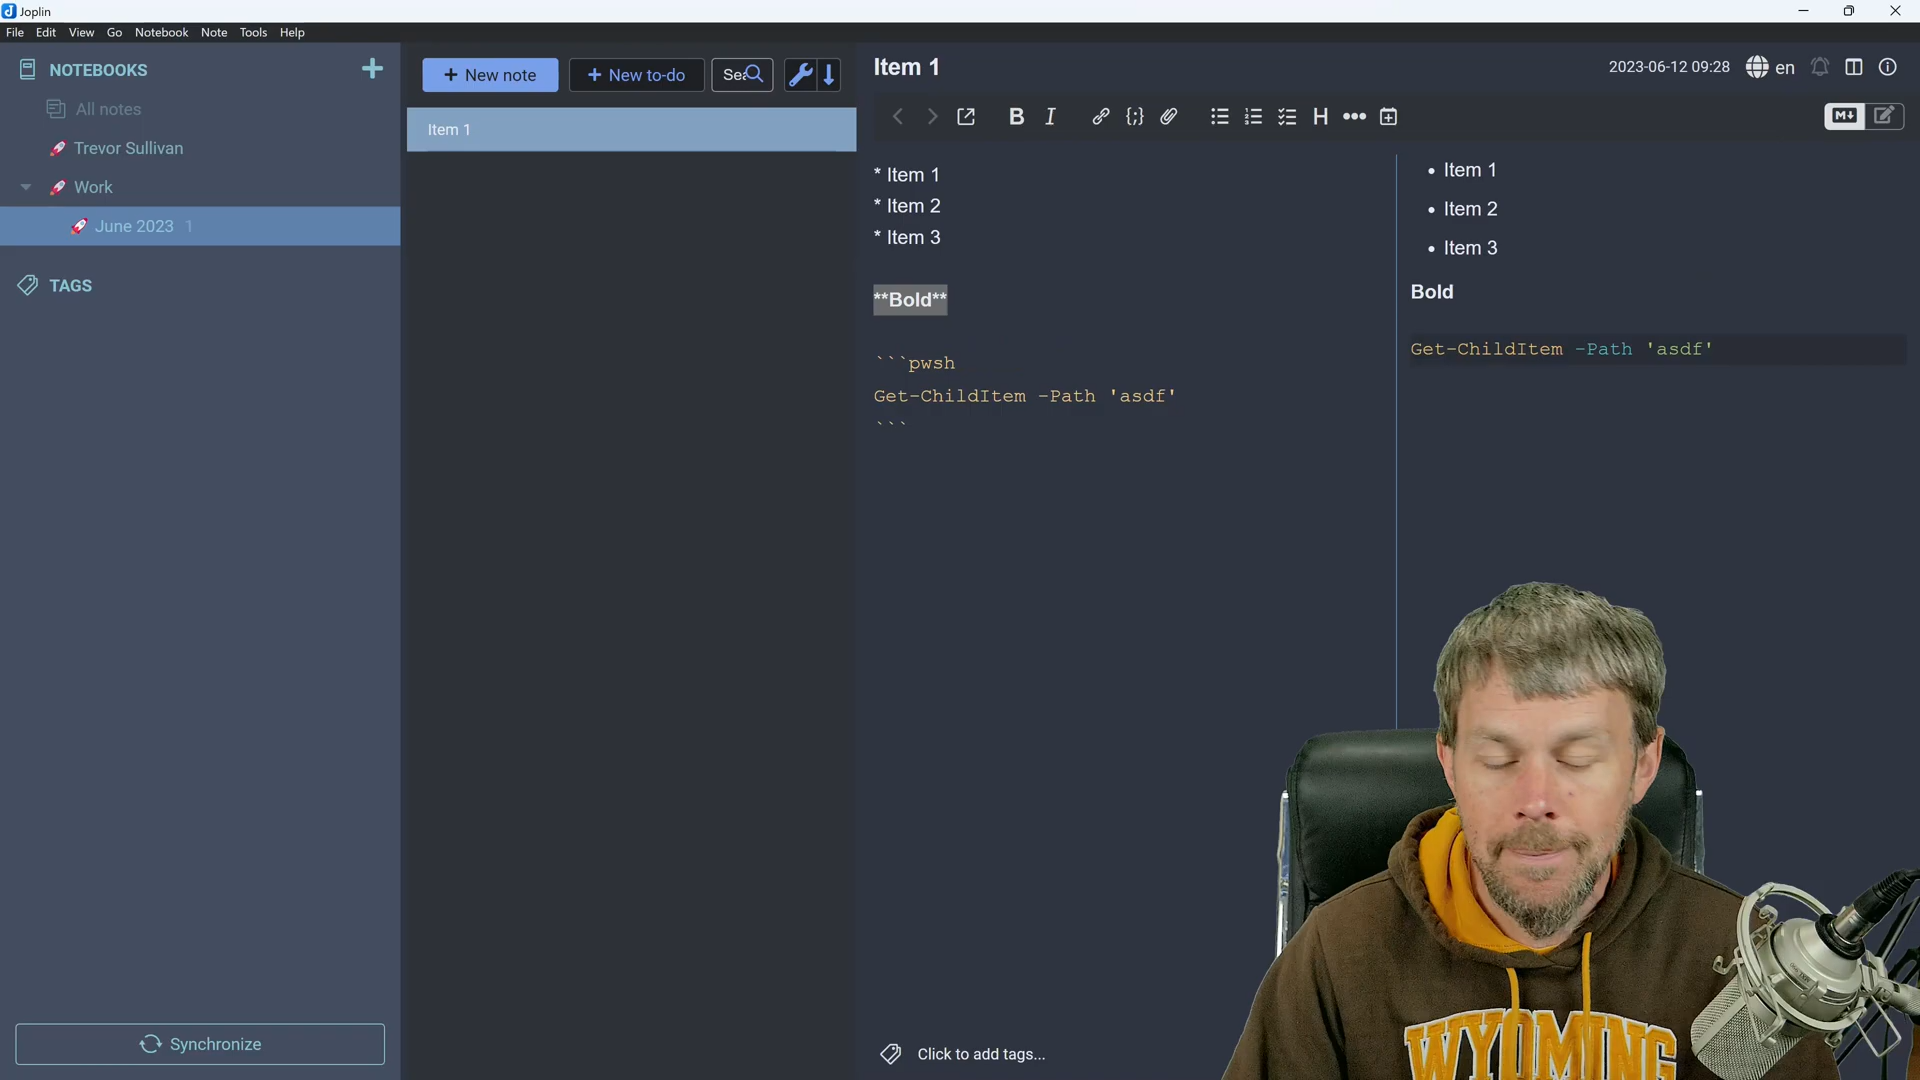 Joplin
File Edit View Go Notebook Note Tools Help
NOTEBOOKS
All notes
Trevor Sullivan
Work
June 2023 1
TAGS
Synchronize
+ New note
+ New to-do
Sea
Item 1
Item 1
2023-06-12 09:28
en
B I
H
M
* Item 1
* Item 2
* Item 3
**Bold**
```pwsh
Get-ChildItem -Path 'asdf'
```
• Item 1
• Item 2
• Item 3
Bold
Get-ChildItem -Path 'asdf'
Click to add tags...
WYOMING